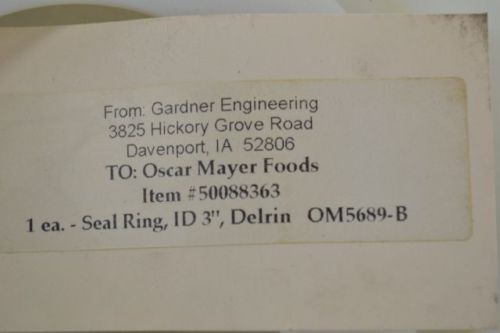 From: Gardner Engineering
3825 Hickory Grove Road
Davenport, IA 52806
TO: Oscar Mayer Foods
Item #50088363
1 ea. - Seal Ring, ID 3", Delrin OM5689-B